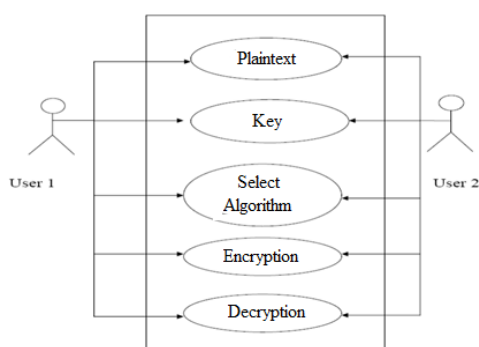 Plaintext
Key
User 1
User 2
Select
Algorithm
Encryption
Decryption